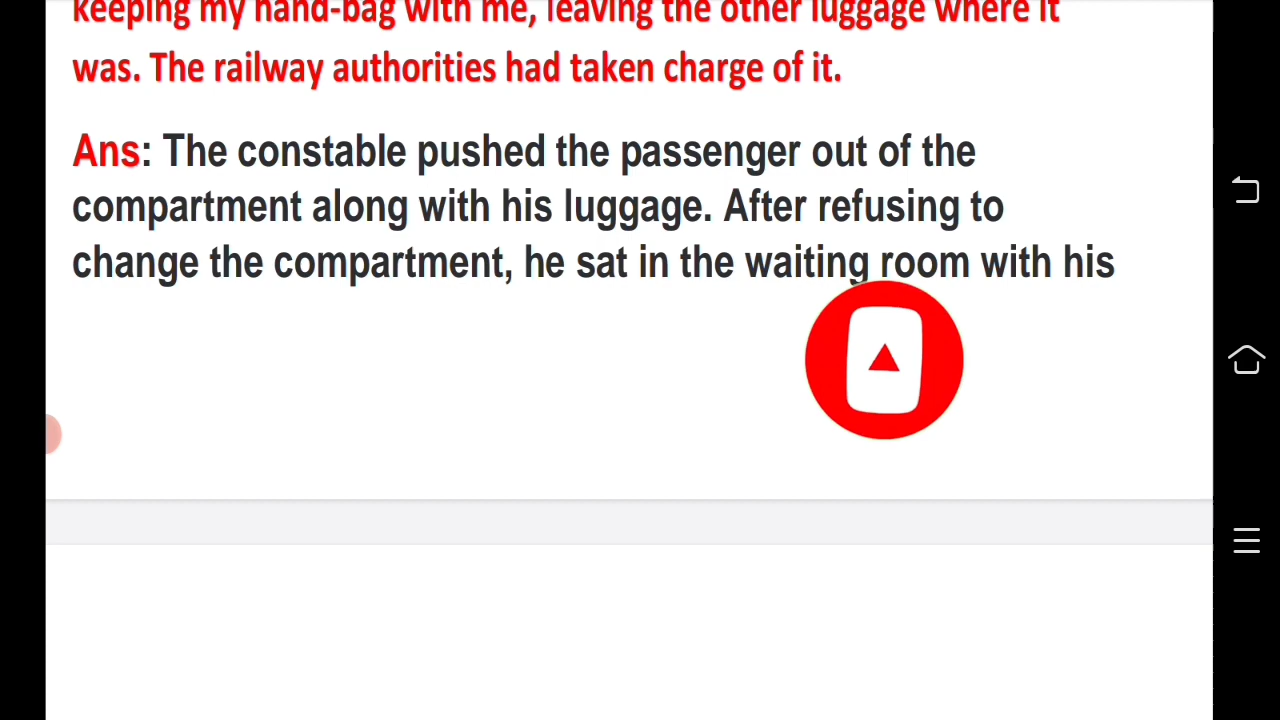 keeping my hand-bag with me, leaving the other luggage where it
was. The railway authorities had taken charge of it.
Ans: The constable pushed the passenger out of the
compartment along with his luggage. After refusing to
change the compartment, he sat in the waiting room with his